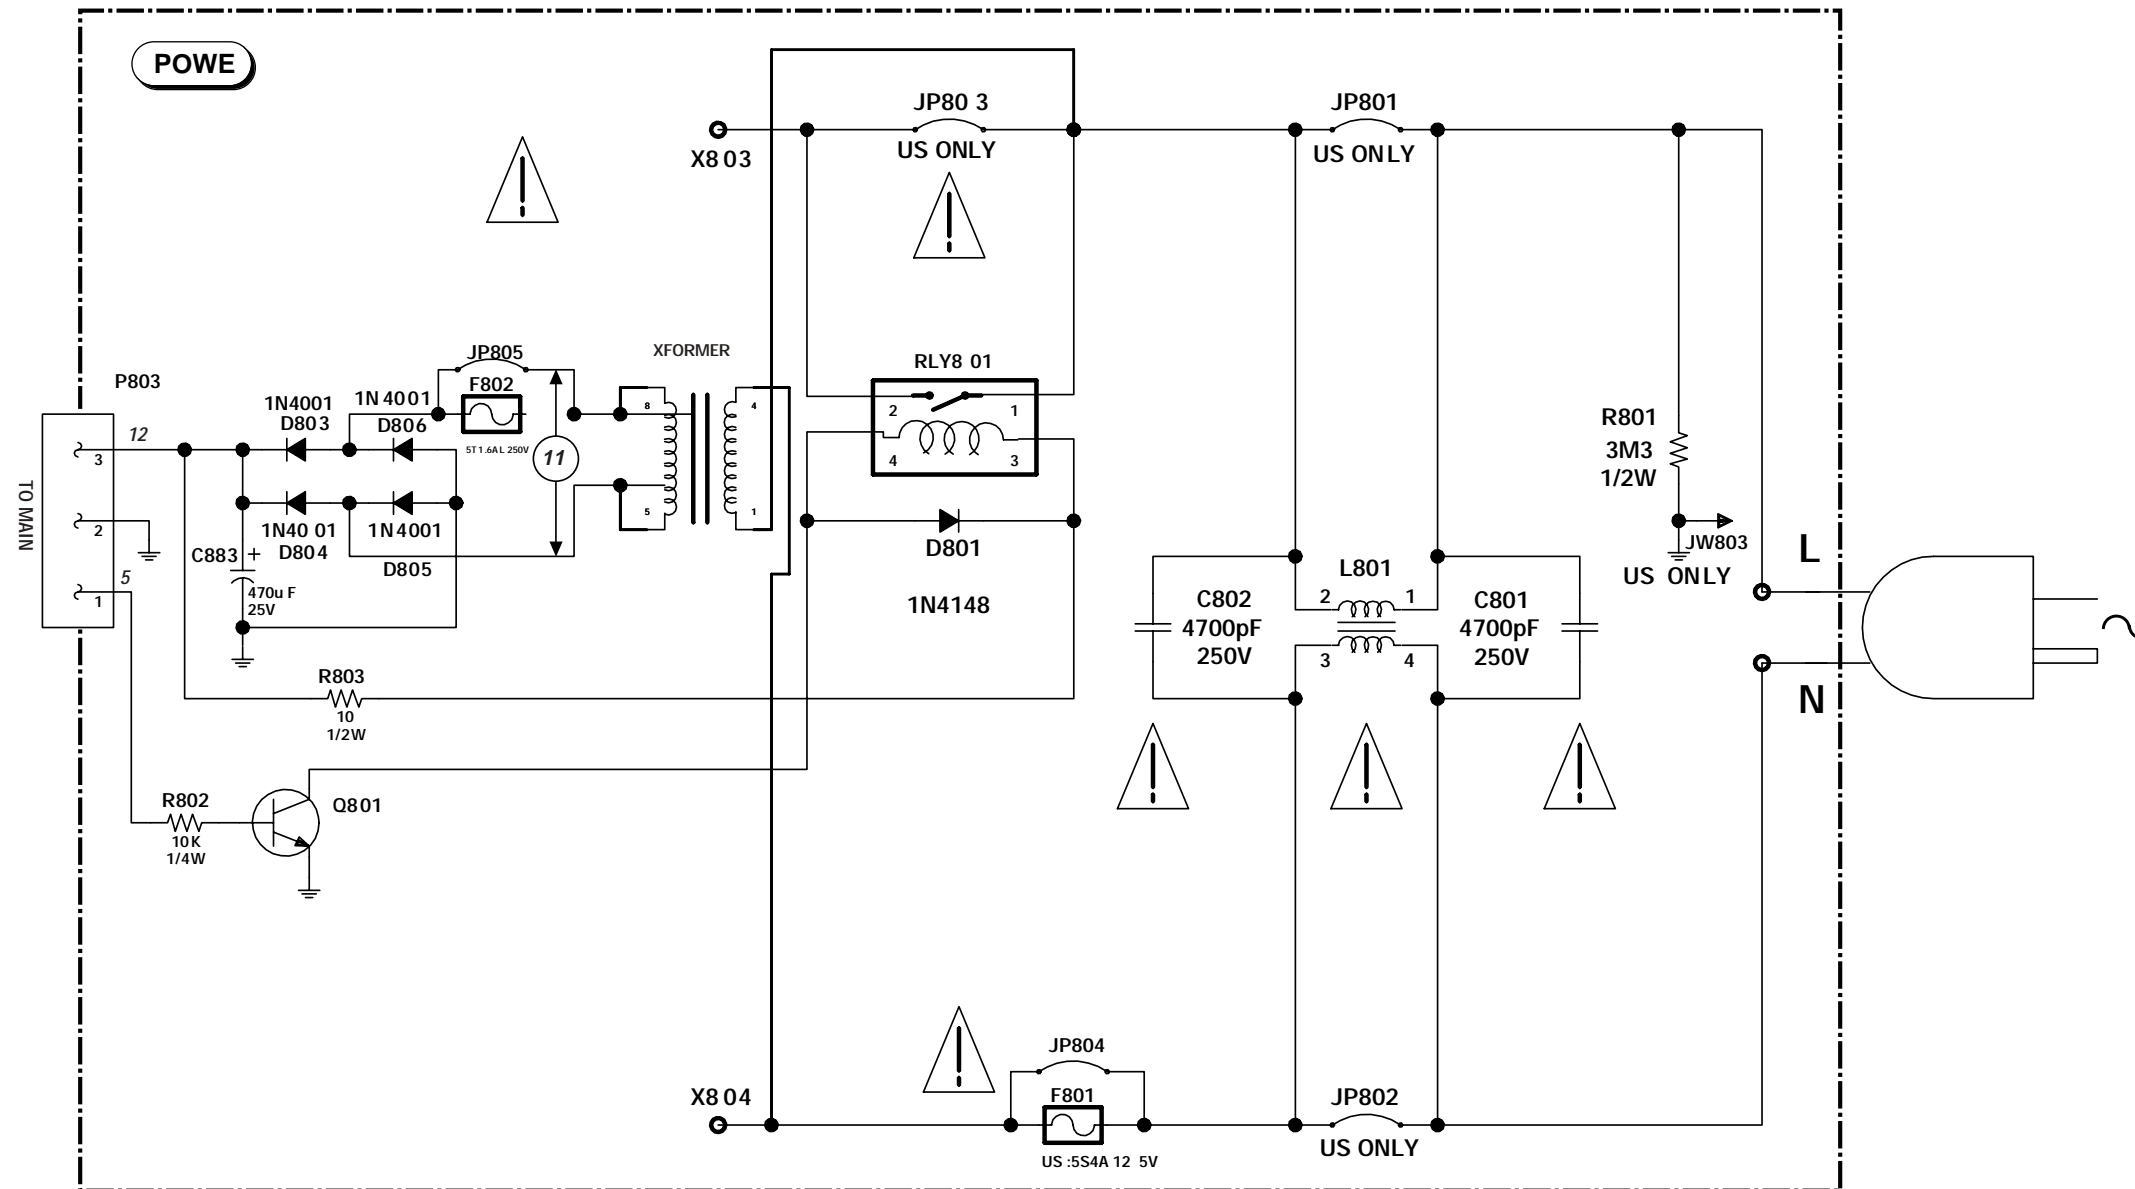 POWE
JP80 3
US ONLY
X8 03
JP801
US ONLY
XFORMER
JP805
F802
5T 1.6A L 250V
11
8
5
4
1
P803
1N4001
D803
1N 4001
D806
12
3
2
5
1
TO MAIN
1N40 01
D804
1N4001
D805
C883 +
470u F
25V
RLY8 01
2
1
4
3
D801
1N4148
R801
3M3
1/2W
JW803
US ONLY
L
N
L801
2
1
3
4
C802
4700pF
250V
C801
4700pF
250V
R803
10
1/2W
R802
10K
1/4W
Q801
JP804
F801
US :5S4A 12 5V
X8 04
JP802
US ONLY